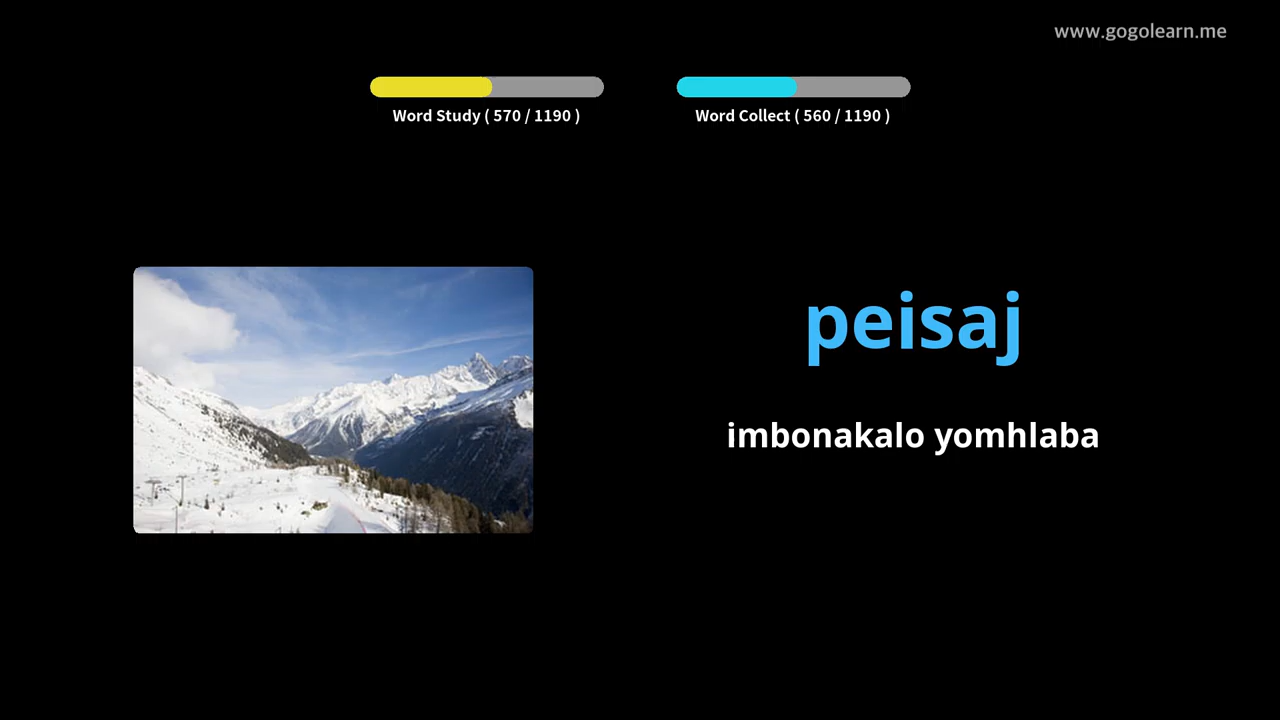 www.gogolearn.me
Word Study ( 570 / 1190 )
Word Collect ( 560 / 1190 )
peisaj
imbonakalo yomhlaba